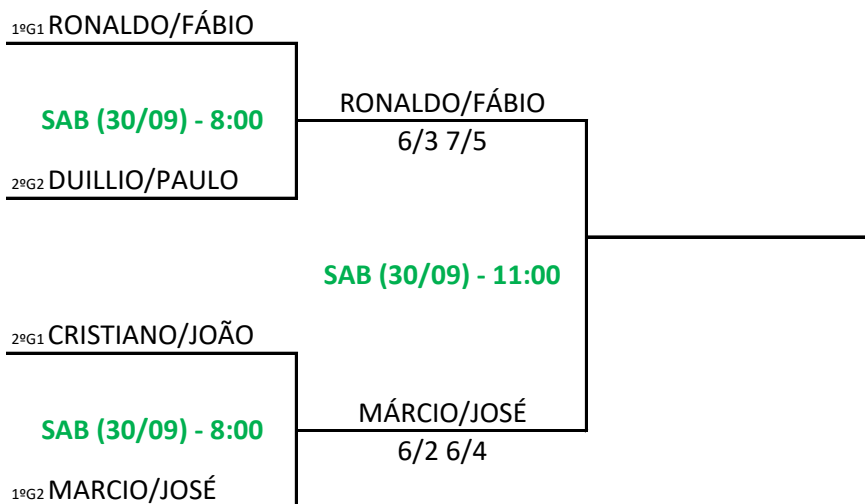 1ºG1 RONALDO/FÁBIO
RONALDO/FÁBIO
SAB (30/09) - 8:00
6/3 7/5
2ºG2 DUILLIO/PAULO
SAB (30/09) - 11:00
2ºG1 CRISTIANO/JOÃO
MÁRCIO/JOSÉ
SAB (30/09) - 8:00
6/2 6/4
1ºG2 MARCIO/JOSÉ